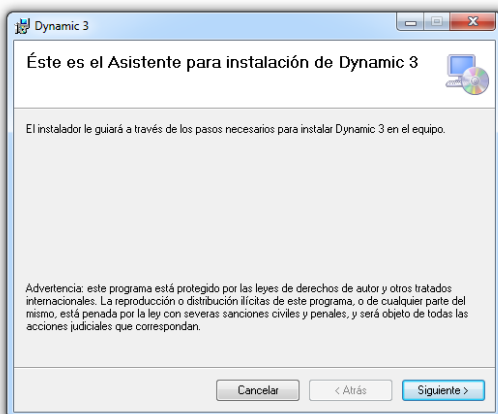 Dynamic 3
Éste es el Asistente para instalación de Dynamic 3
El instalador le guiará a través de los pasos necesarios para instalar Dynamic 3 en el equipo.
Advertencia: este programa está protegido por las leyes de derechos de autor y otros tratados
internacionales. La reproducción o distribución ilícitas de este programa, o de cualquier parte del
mismo, está penada por la ley con severas sanciones civiles y penales, y será objeto de todas las
acciones judiciales que correspondan.
Cancelar
< Atrás
Siguiente >